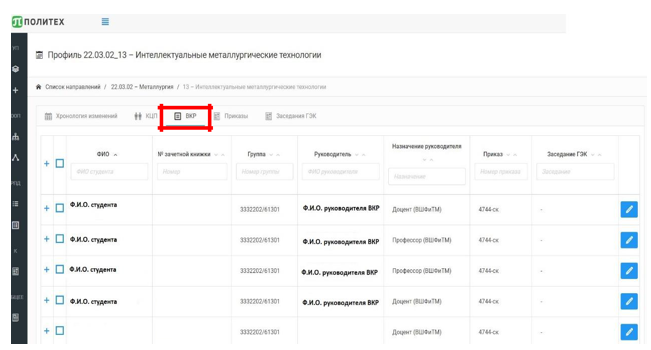 ПОЛИТЕХ
Профиль 22.03.02_13 – Интеллектуальные металлургические технологии
Список направлений / 22.03.02 – Металлургия / 13 – Интеллектуальные металлургические технологии
Хронология изменений КЦП ВКР Приказы Заседания ГЭК
ФИО № зачетной книжки Группа Руководитель Назначение руководителя Приказ Заседание ГЭК
ФИО студента Номер Номер группы ФИО руководителя Назначение Номер приказа Заседание
Ф.И.О. студента 3332202/61301 Ф.И.О. руководителя ВКР Доцент (ВШФиТМ) 4744-ск -
Ф.И.О. студента 3332202/61301 Ф.И.О. руководителя ВКР Профессор (ВШФиТМ) 4744-ск -
Ф.И.О. студента 3332202/61301 Ф.И.О. руководителя ВКР Профессор (ВШФиТМ) 4744-ск -
Ф.И.О. студента 3332202/61301 Ф.И.О. руководителя ВКР Доцент (ВШФиТМ) 4744-ск -
3332202/61301 Доцент (ВШФиТМ) 4744-ск -